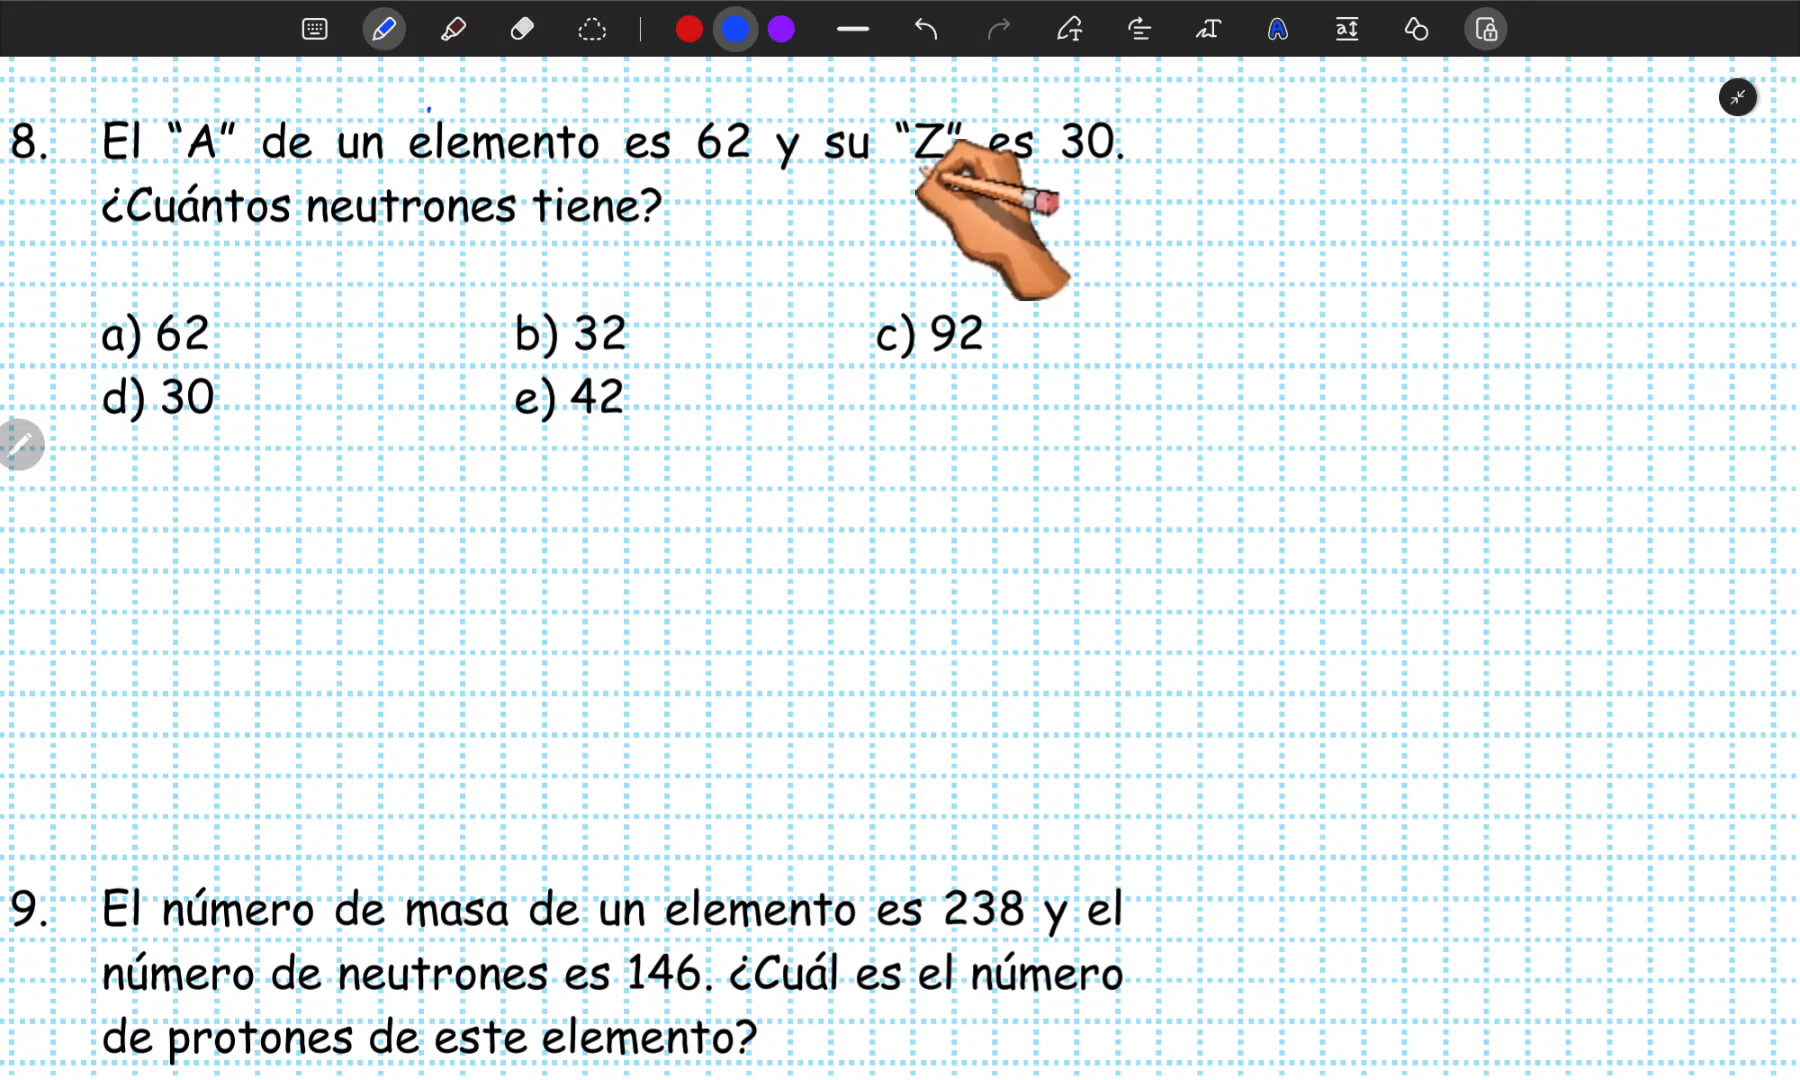 8. El “A” de un elemento es 62 y su “Z” es 30.
¿Cuántos neutrones tiene?
a) 62 b) 32 c) 92
d) 30 e) 42
9. El número de masa de un elemento es 238 y el
número de neutrones es 146. ¿Cuál es el número
de protones de este elemento?